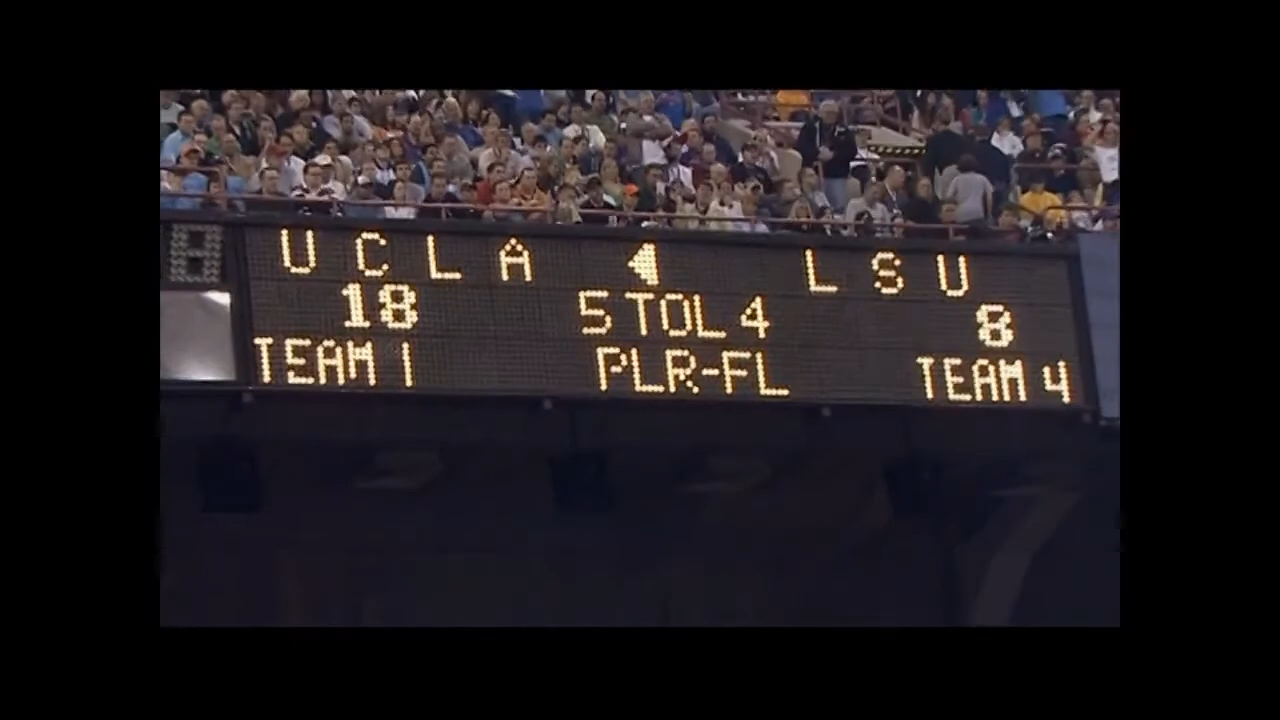 UCLA ◀ LSU
18 5 TOL 4 8
TEAM 1 PLR-FL TEAM 4